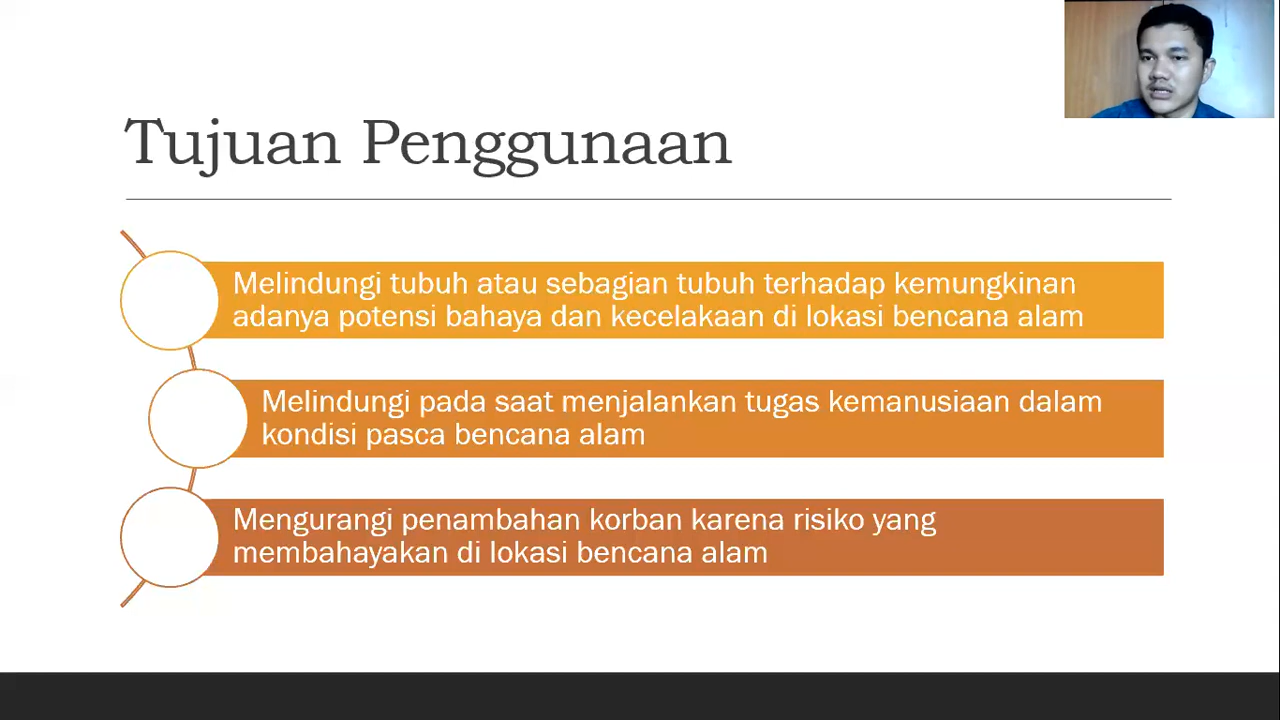 Tujuan Penggunaan
Melindungi tubuh atau sebagian tubuh terhadap kemungkinan
adanya potensi bahaya dan kecelakaan di lokasi bencana alam
Melindungi pada saat menjalankan tugas kemanusiaan dalam
kondisi pasca bencana alam
Mengurangi penambahan korban karena risiko yang
membahayakan di lokasi bencana alam